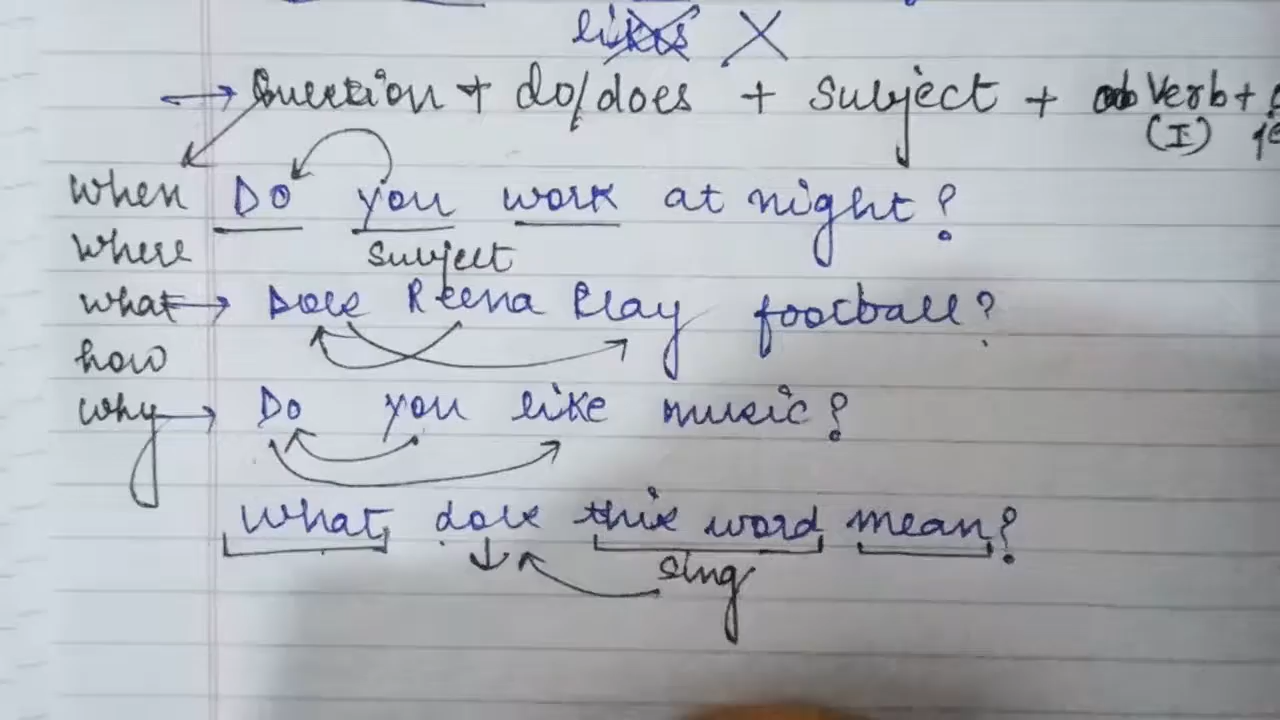 likes X
→ Question + do/does + Subject + Verb +
(I)
when Do you work at night?
where subject
what → Does Reena Play football?
how
why → Do you like music?
What does this word mean?
sing